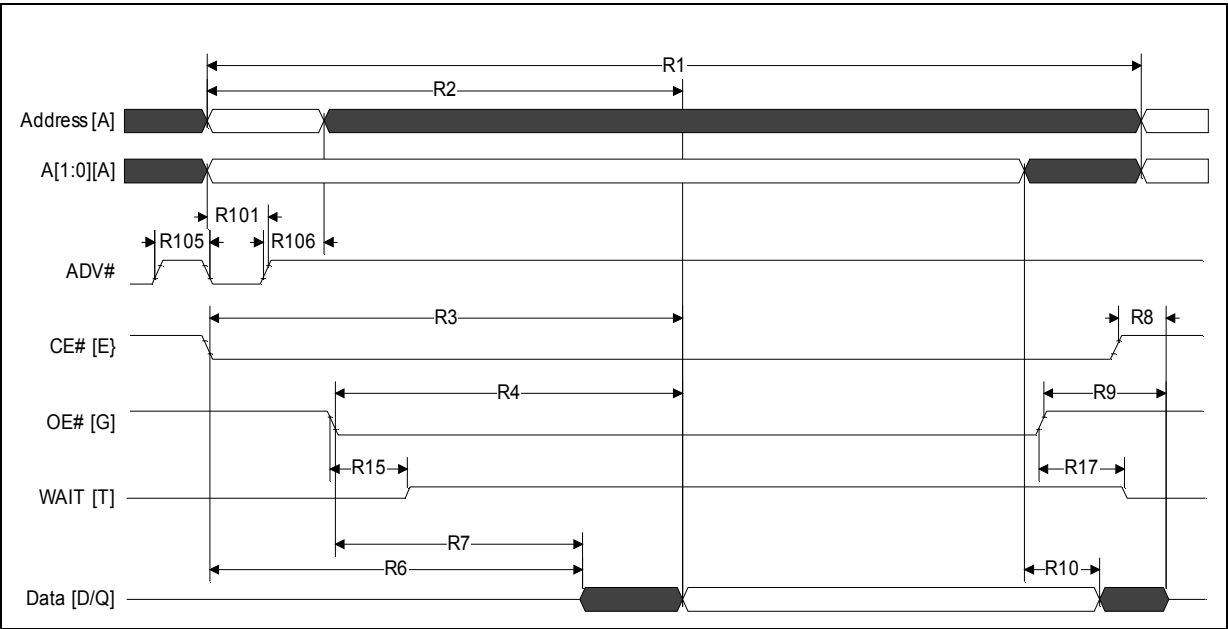 R1
R2
Address [A]
A[1:0][A]
R101
R105
R106
ADV#
R3
R8
CE# [E}
R4
R9
OE# [G]
R15
R17
WAIT [T]
R7
R6
R10
Data [D/Q]